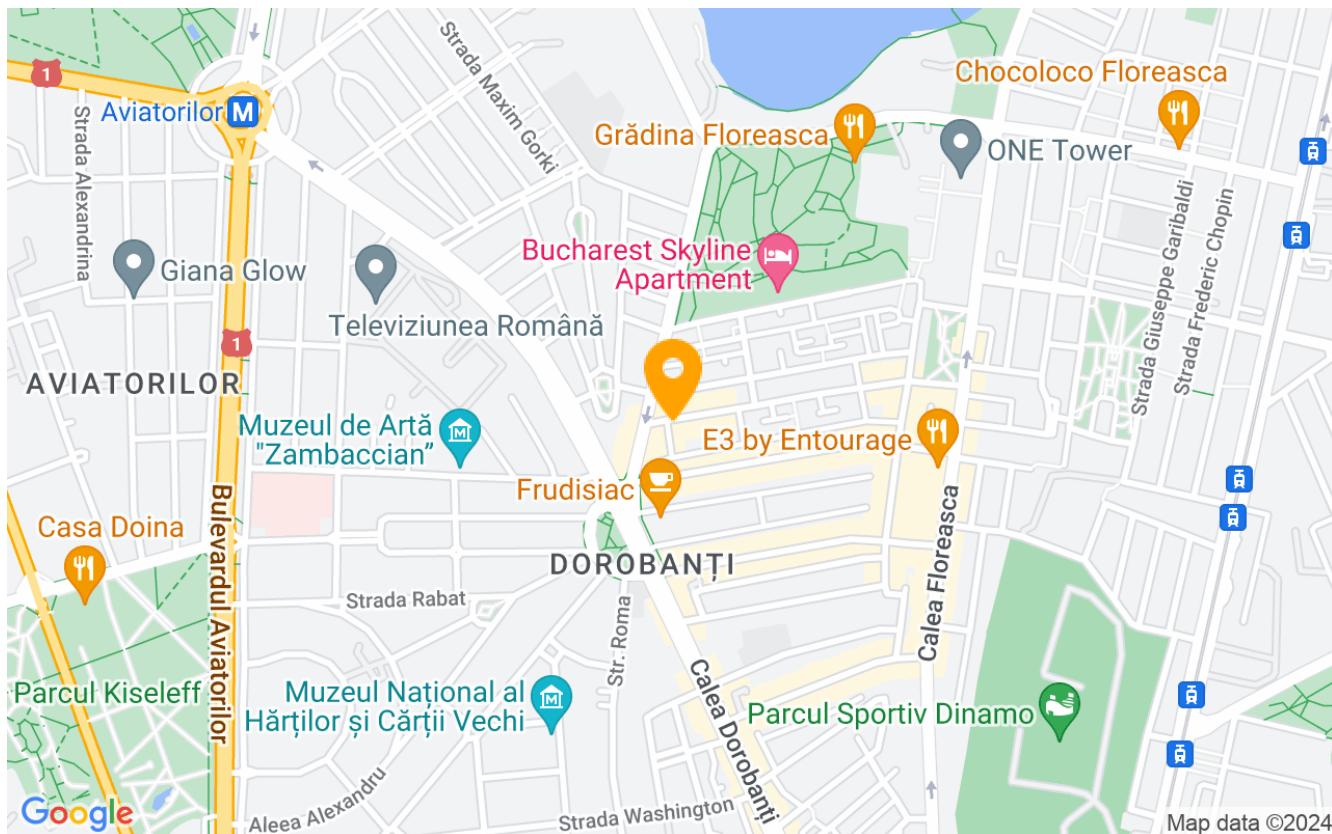 1
Aviatorilor
M
Strada Alexandrina
Strada Maxim Gorki
Chocoloco Floreasca
Grădina Floreasca
ONE Tower
Bucharest Skyline
Apartment
Giana Glow
Televiziunea Română
Strada Giuseppe Garibaldi
Strada Frederic Chopin
1
AVIATORILOR
Muzeul de Artă
"Zambaccian”
M
E3 by Entourage
Frudisiac
Casa Doina
Bulevardul Aviatorilor
DOROBANȚI
Calea Floreasca
Strada Rabat
Str. Roma
Parcul Kiseleff
Muzeul Național al
Hărților și Cărții Vechi
M
Calea Dorobanți
Parcul Sportiv Dinamo
Aleea Alexandru
Strada Washington
Google
Map data ©2024